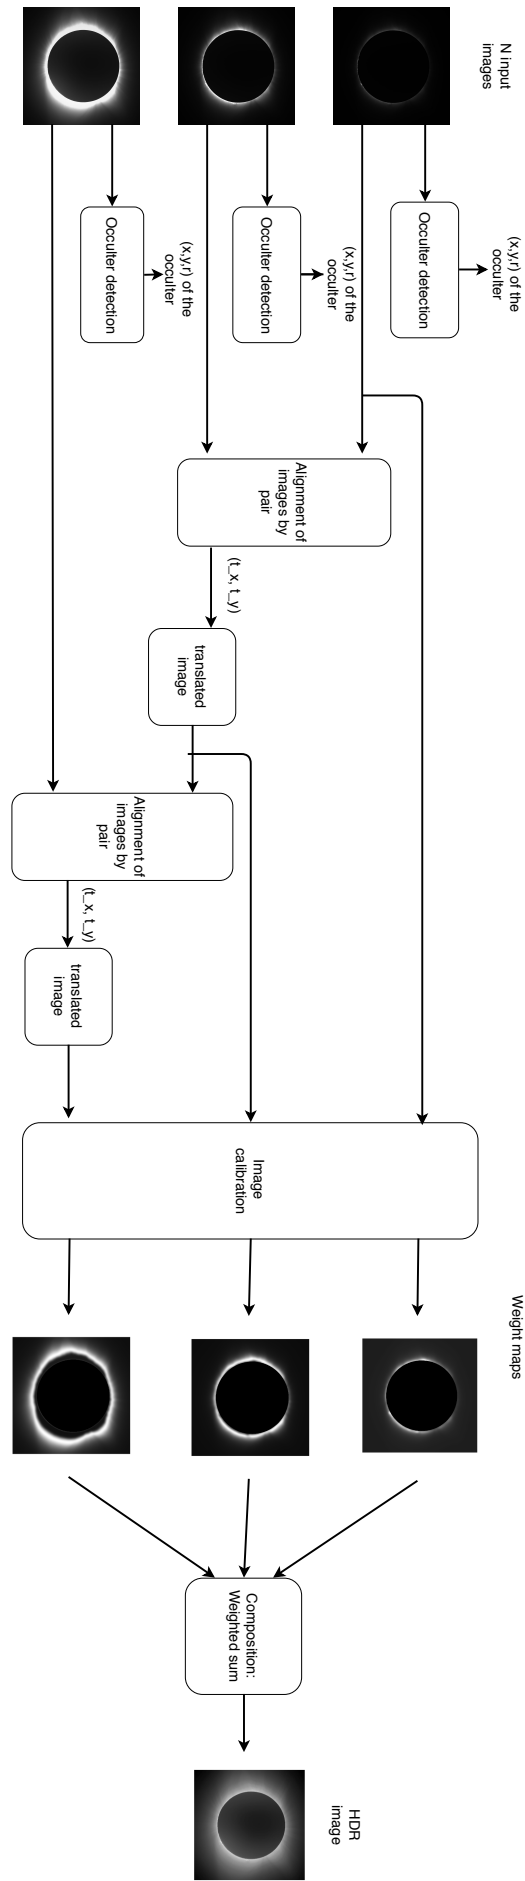 N input
images
(x,y,r) of the
occulter
Occulter detection
(x,y,r) of the
occulter
Occulter detection
(x,y,r) of the
occulter
Occulter detection
Alignment of
images by
pair
(t_x, t_y)
translated
image
Alignment of
images by
pair
(t_x, t_y)
translated
image
Image
calibration
Weight maps
Composition:
Weighted sum
HDR
image